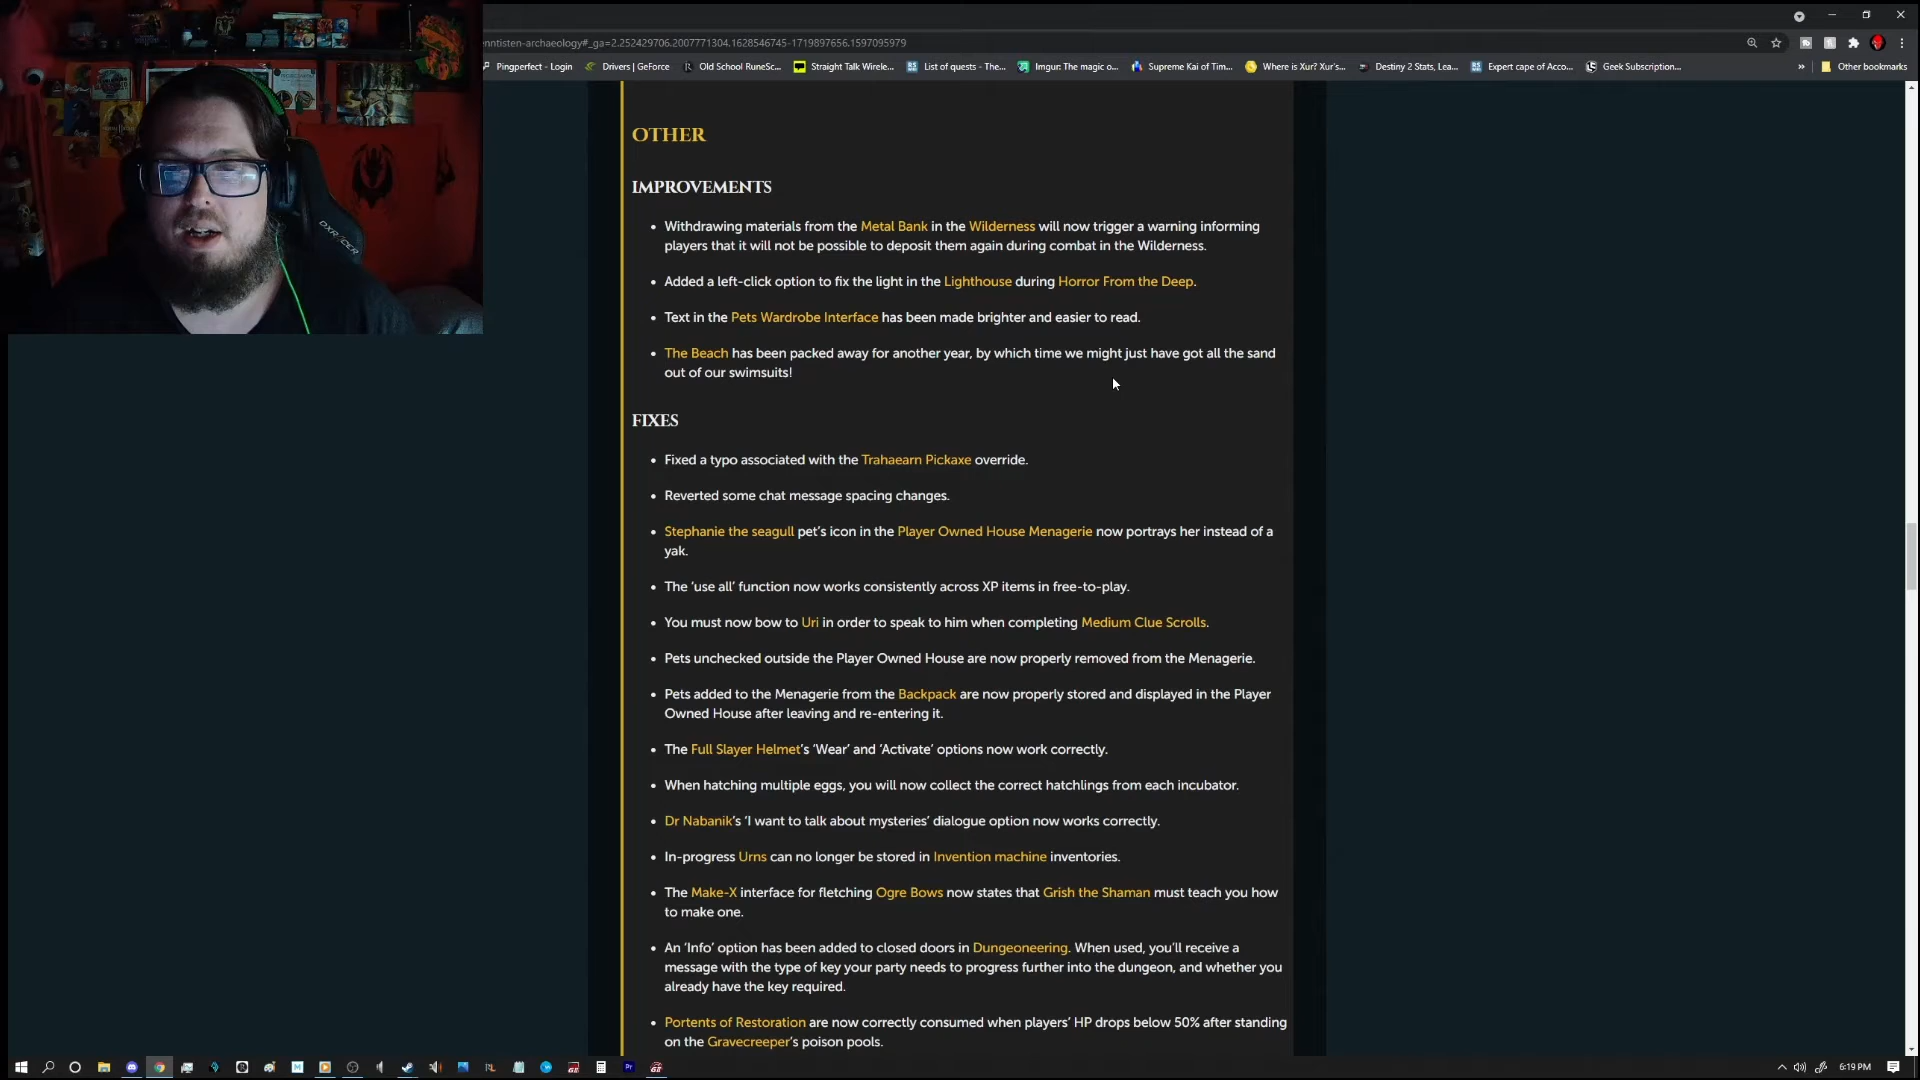 nntisten-archaeology#_ga=2.252429706.2007771304.1628546745-1719897656.1597095979
Pingperfect - Login Drivers | GeForce Old School RuneSc... Straight Talk Wirele... List of quests - The... Imgur: The magic o... Supreme Kai of Tim... Where is Xur? Xur's... Destiny 2 Stats, Lea... Expert cape of Acco... Geek Subscription... » Other bookmarks
OTHER
IMPROVEMENTS
• Withdrawing materials from the Metal Bank in the Wilderness will now trigger a warning informing
players that it will not be possible to deposit them again during combat in the Wilderness.
• Added a left-click option to fix the light in the Lighthouse during Horror From the Deep.
• Text in the Pets Wardrobe Interface has been made brighter and easier to read.
• The Beach has been packed away for another year, by which time we might just have got all the sand
out of our swimsuits!
FIXES
• Fixed a typo associated with the Trahaearn Pickaxe override.
• Reverted some chat message spacing changes.
• Stephanie the seagull pet's icon in the Player Owned House Menagerie now portrays her instead of a
yak.
• The 'use all' function now works consistently across XP items in free-to-play.
• You must now bow to Uri in order to speak to him when completing Medium Clue Scrolls.
• Pets unchecked outside the Player Owned House are now properly removed from the Menagerie.
• Pets added to the Menagerie from the Backpack are now properly stored and displayed in the Player
Owned House after leaving and re-entering it.
• The Full Slayer Helmet's 'Wear' and 'Activate' options now work correctly.
• When hatching multiple eggs, you will now collect the correct hatchlings from each incubator.
• Dr Nabanik's 'I want to talk about mysteries' dialogue option now works correctly.
• In-progress Urns can no longer be stored in Invention machine inventories.
• The Make-X interface for fletching Ogre Bows now states that Grish the Shaman must teach you how
to make one.
• An 'Info' option has been added to closed doors in Dungeoneering. When used, you'll receive a
message with the type of key your party needs to progress further into the dungeon, and whether you
already have the key required.
• Portents of Restoration are now correctly consumed when players' HP drops below 50% after standing
on the Gravecreeper's poison pools.
DXRACER
6:19 PM